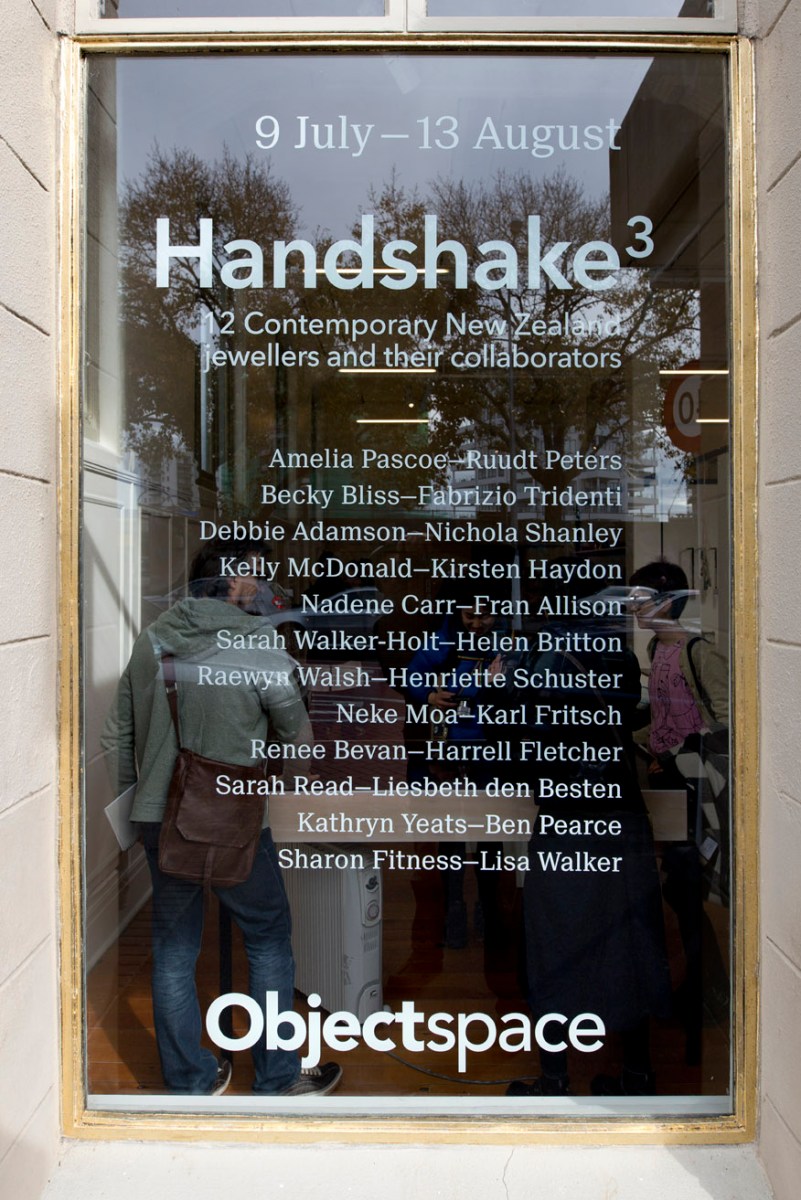 9 July–13 August
Handshake³
12 Contemporary New Zealand
jewellers and their collaborators
Amelia Pascoe–Ruudt Peters
Becky Bliss–Fabrizio Tridenti
Debbie Adamson–Nichola Shanley
Kelly McDonald–Kirsten Haydon
Nadene Carr–Fran Allison
Sarah Walker-Holt–Helen Britton
Raewyn Walsh–Henriette Schuster
Neke Moa–Karl Fritsch
Renee Bevan–Harrell Fletcher
Sarah Read–Liesbeth den Besten
Kathryn Yeats–Ben Pearce
Sharon Fitness–Lisa Walker
Objectspace